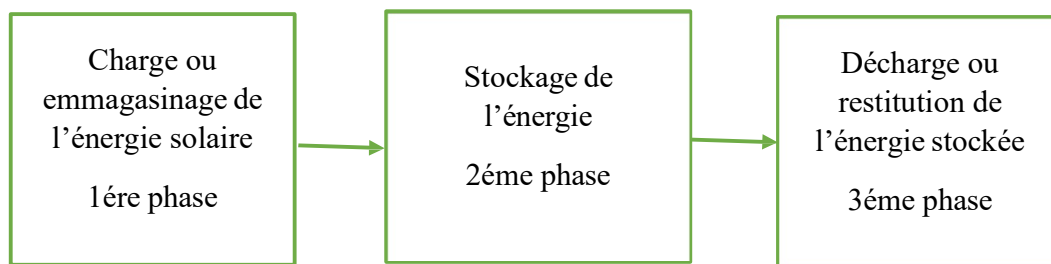 Charge ou
emmagasinage de
l’énergie solaire
1ére phase
Stockage de
l’énergie
2éme phase
Décharge ou
restitution de
l’énergie stockée
3éme phase